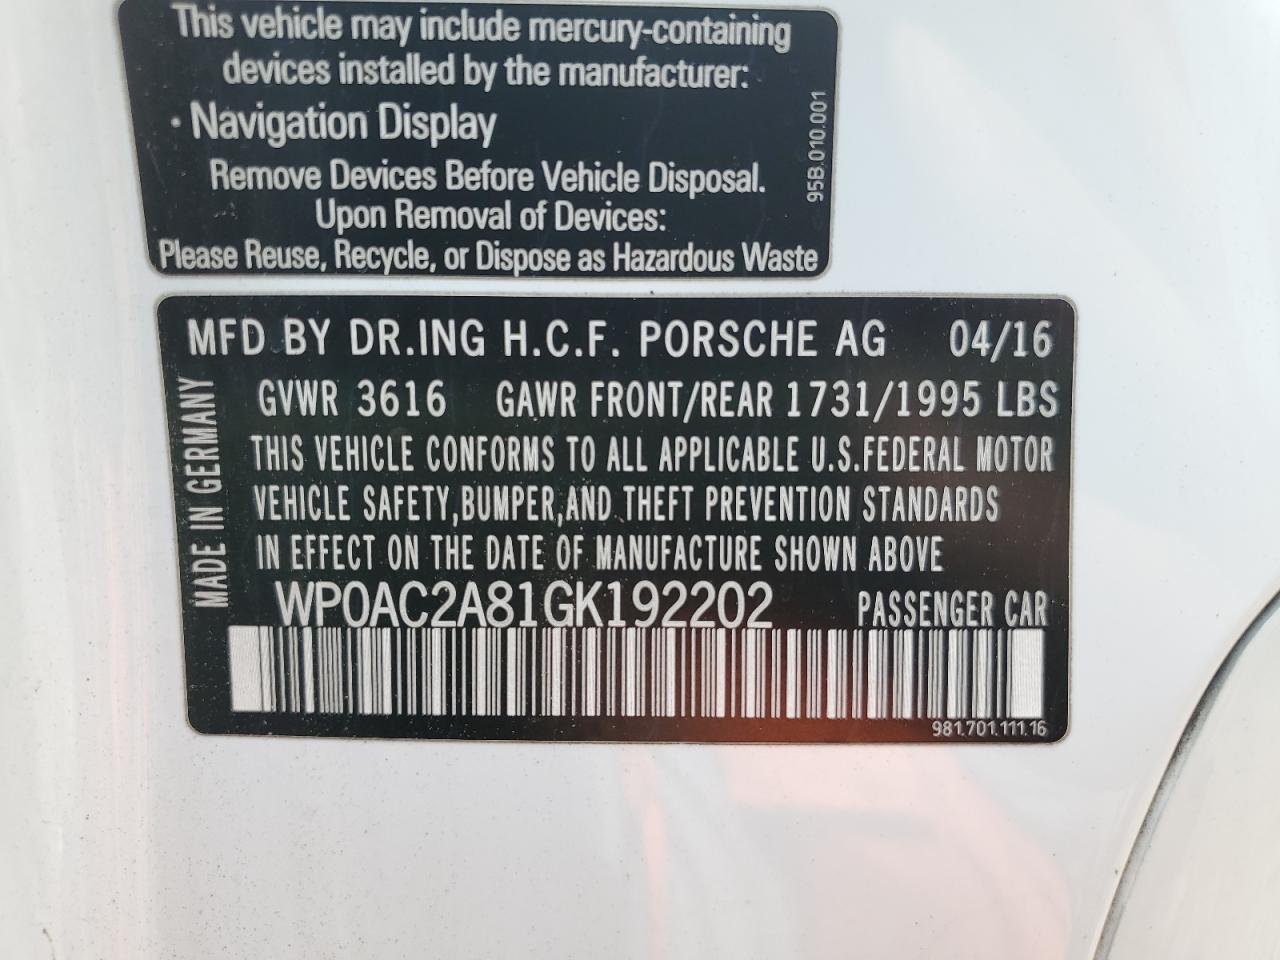 This vehicle may include mercury-containing
devices installed by the manufacturer:
· Navigation Display
Remove Devices Before Vehicle Disposal.
Upon Removal of Devices:
Please Reuse, Recycle, or Dispose as Hazardous Waste
95B.010.001
MFD BY DR.ING H.C.F. PORSCHE AG 04/16
GVWR 3616 GAWR FRONT/REAR 1731/1995 LBS
THIS VEHICLE CONFORMS TO ALL APPLICABLE U.S.FEDERAL MOTOR
VEHICLE SAFETY,BUMPER,AND THEFT PREVENTION STANDARDS
IN EFFECT ON THE DATE OF MANUFACTURE SHOWN ABOVE
WP0AC2A81GK192202 PASSENGER CAR
MADE IN GERMANY
981.701.111.16